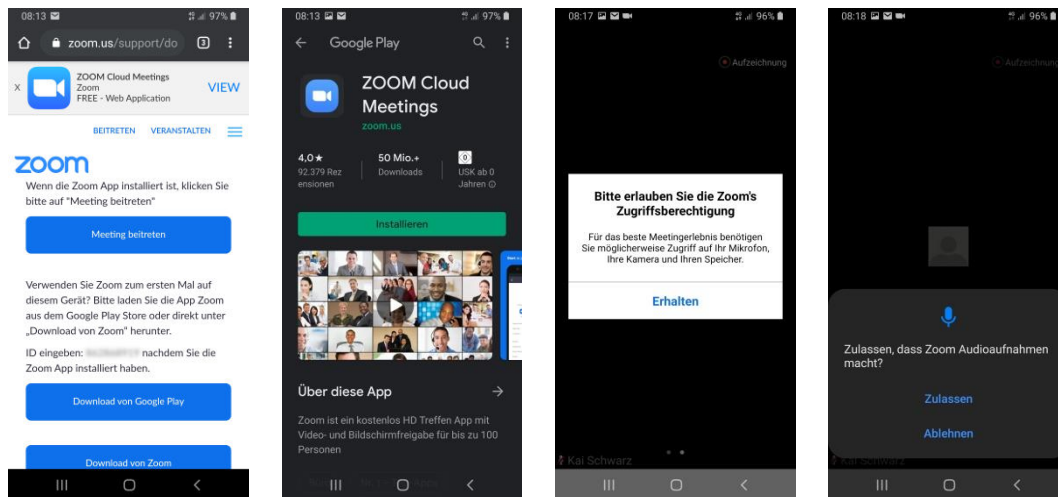 08:13
97%
zoom.us/support/do
3
X
ZOOM Cloud Meetings
Zoom
FREE - Web Application
VIEW
BEITRETEN VERANSTALTEN
zoom
Wenn die Zoom App installiert ist, klicken Sie
bitte auf "Meeting beitreten"
Meeting beitreten
Verwenden Sie Zoom zum ersten Mal auf
diesem Gerät? Bitte laden Sie die App Zoom
aus dem Google Play Store oder direkt unter
„Download von Zoom" herunter.
ID eingeben: nachdem Sie die
Zoom App installiert haben.
Download von Google Play
Download von Zoom
08:13
97%
Google Play
ZOOM Cloud
Meetings
zoom.us
4,0★
92.379 Rez
ensionen
50 Mio.+
Downloads
0
USK ab 0
Jahren
Installieren
Über diese App
Zoom ist ein kostenlos HD Treffen App mit
Video- und Bildschirmfreigabe für bis zu 100
Personen
08:17
96%
Aufzeichnung
Bitte erlauben Sie die Zoom's
Zugriffsberechtigung
Für das beste Meetingerlebnis benötigen
Sie möglicherweise Zugriff auf Ihr Mikrofon,
Ihre Kamera und Ihren Speicher.
Erhalten
Kai Schwarz
08:18
96%
Aufzeichnung
Zulassen, dass Zoom Audioaufnahmen
macht?
Zulassen
Ablehnen
Kai Schwarz